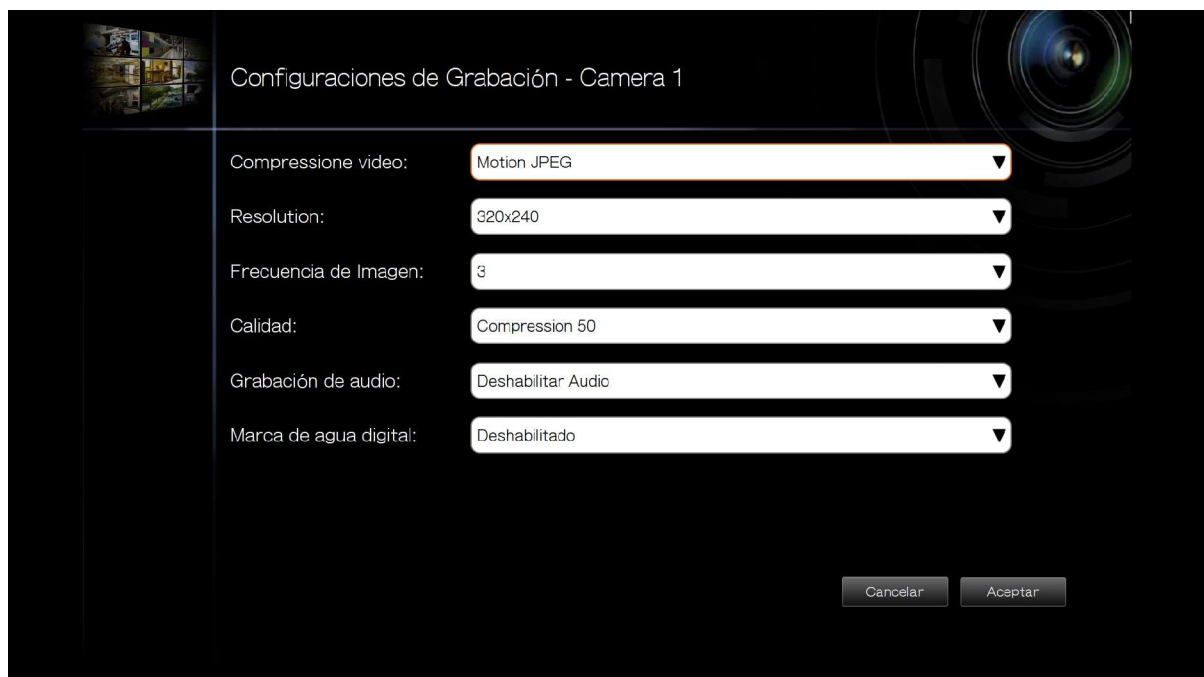 Configuraciones de Grabación - Camera 1
Compressione video: Motion JPEG
Resolution: 320x240
Frecuencia de Imagen: 3
Calidad: Compression 50
Grabación de audio: Deshabilitar Audio
Marca de agua digital: Deshabilitado
Cancelar Aceptar